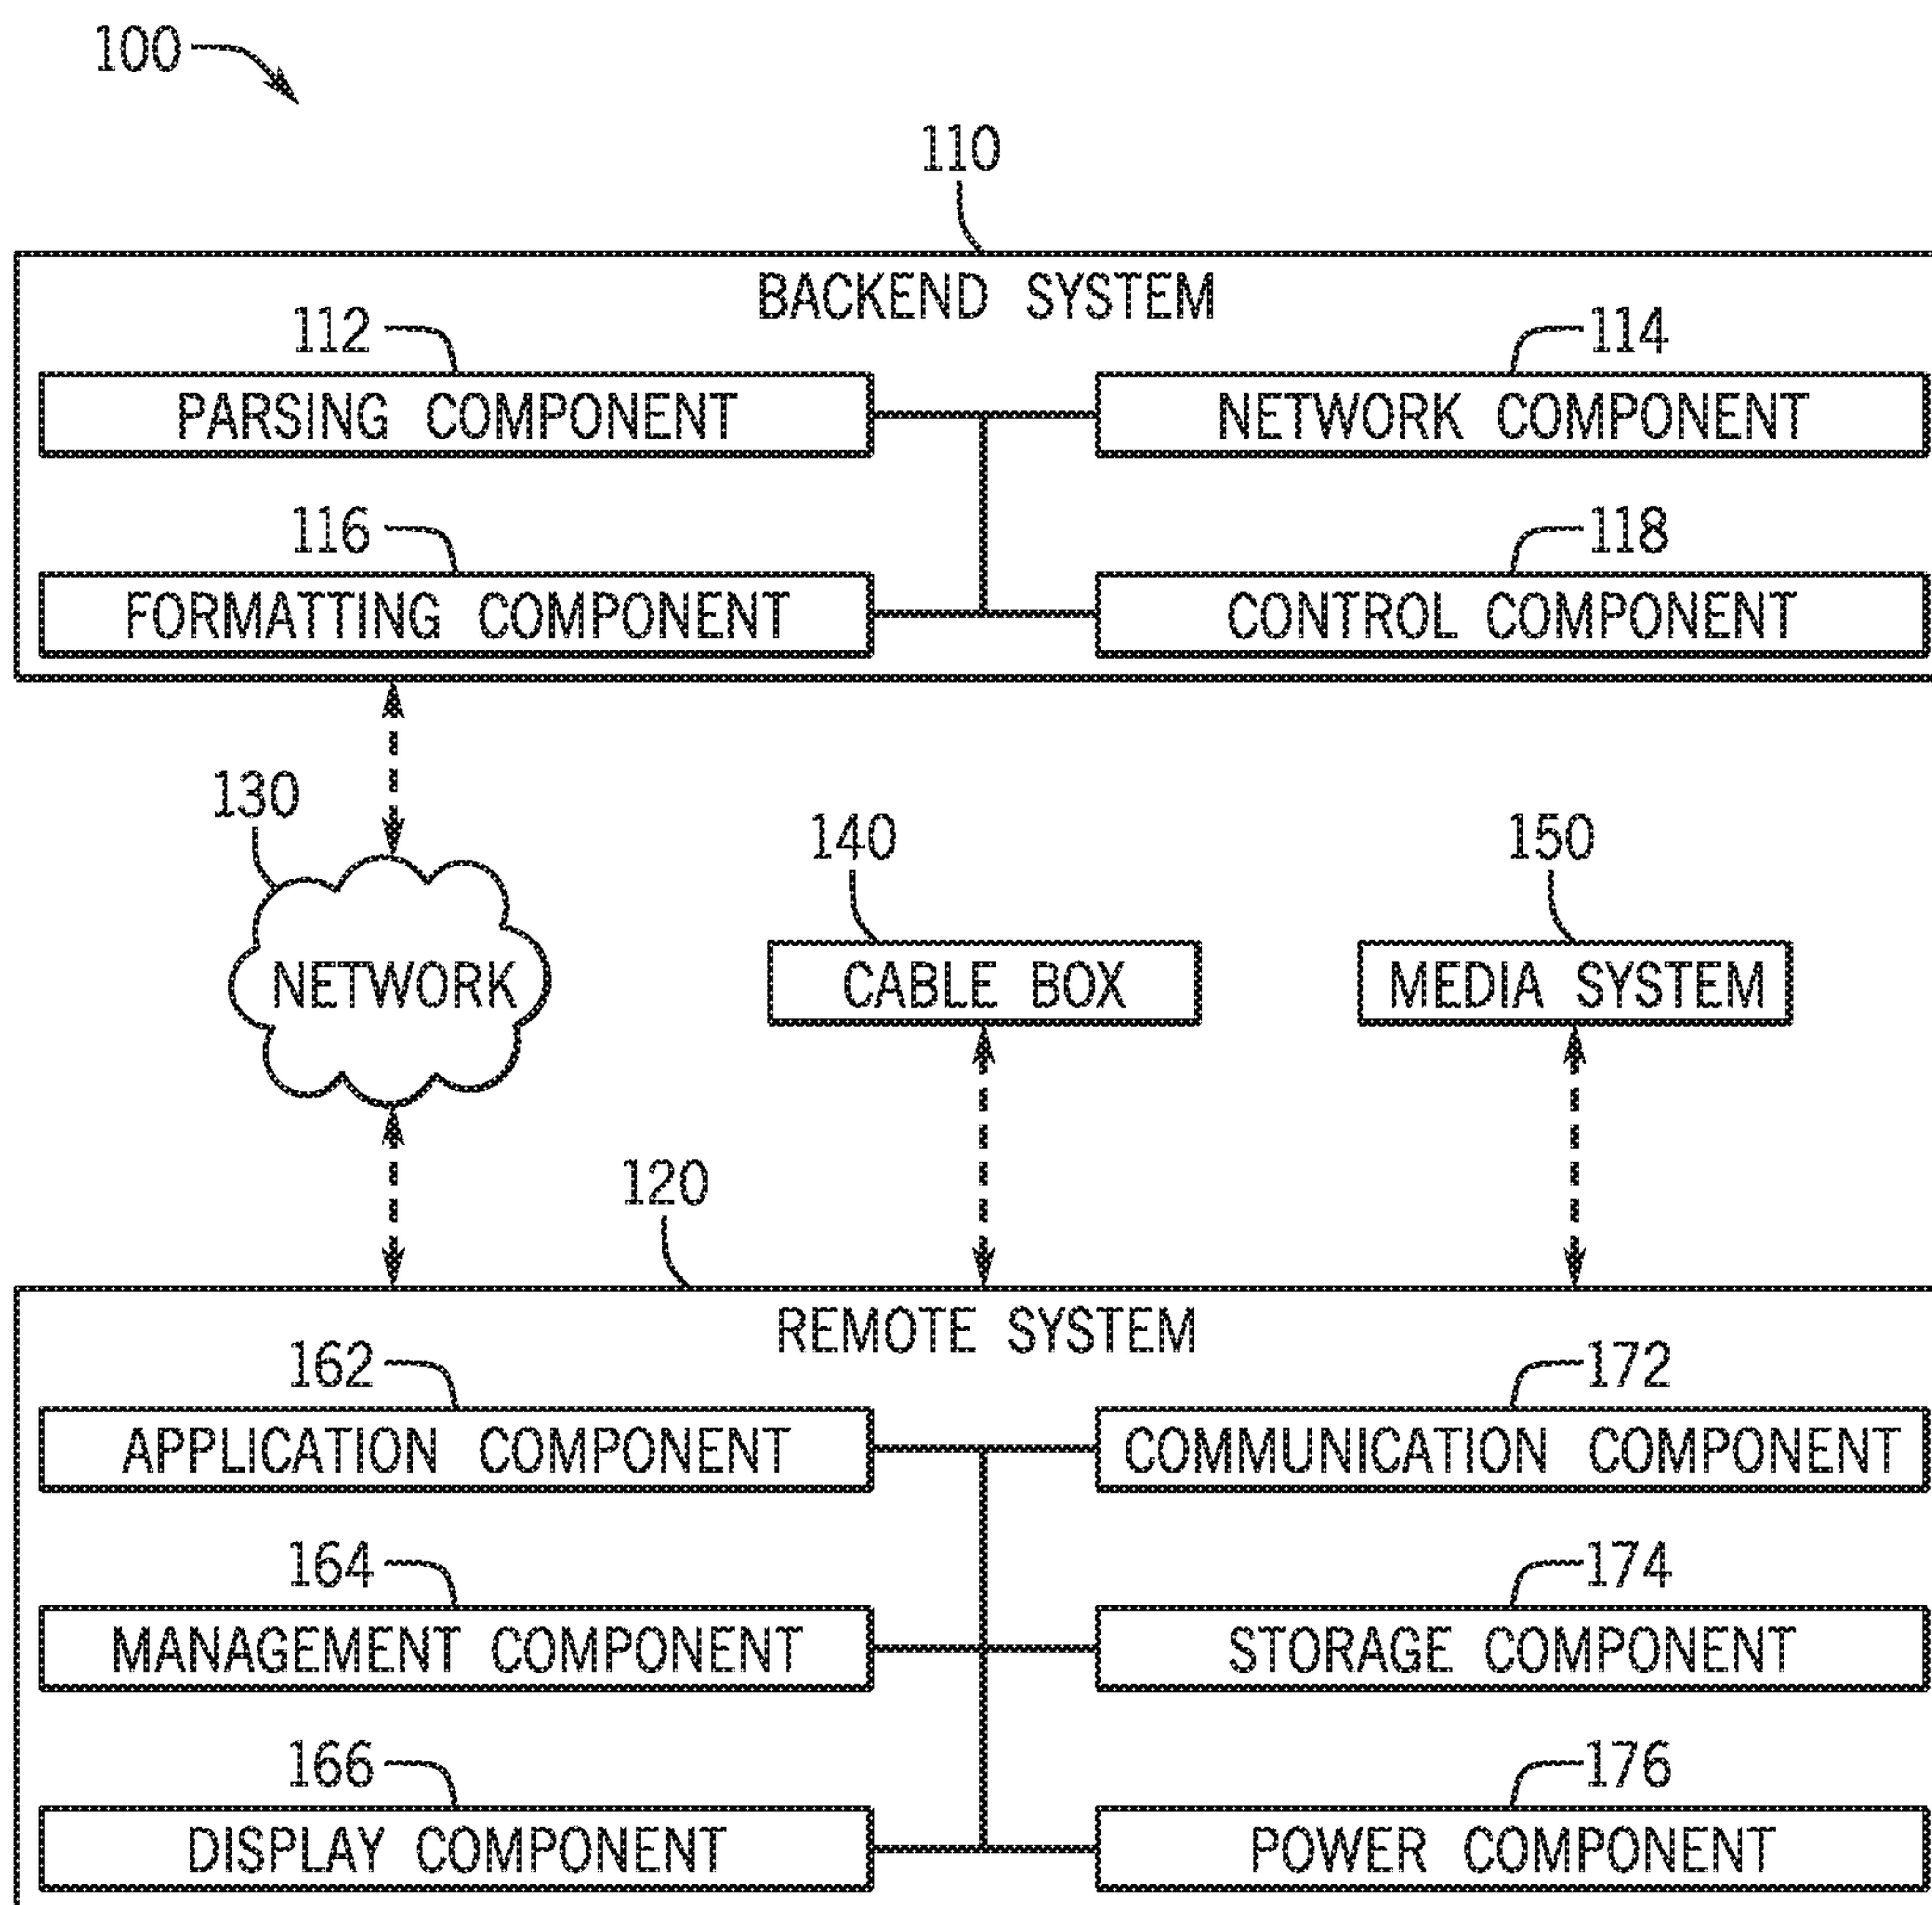 100
110
BACKEND SYSTEM
112
114
PARSING COMPONENT
NETWORK COMPONENT
116
118
FORMATTING COMPONENT
CONTROL COMPONENT
130
140
150
NETWORK
CABLE BOX
MEDIA SYSTEM
120
REMOTE SYSTEM
162
172
APPLICATION COMPONENT
COMMUNICATION COMPONENT
164
174
MANAGEMENT COMPONENT
STORAGE COMPONENT
166
176
DISPLAY COMPONENT
POWER COMPONENT